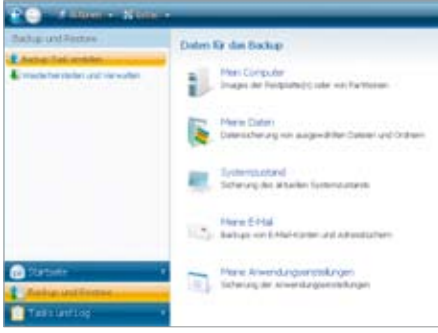 Backup und Restore
Backup-Task erstellen
Wiederherstellen und Verwalten
Startseite
Backup und Restore
Tasks und Log
Daten für das Backup
Mein Computer
Images der Festplatte(n) oder von Partitionen
Meine Daten
Datensicherung von ausgewählten Dateien und Ordnern
Systemzustand
Sicherung des aktuellen Systemzustands
Meine E-Mail
Backups von E-Mail-Konten und Adressbüchern
Meine Anwendungseinstellungen
Sicherung der Anwendungseinstellungen